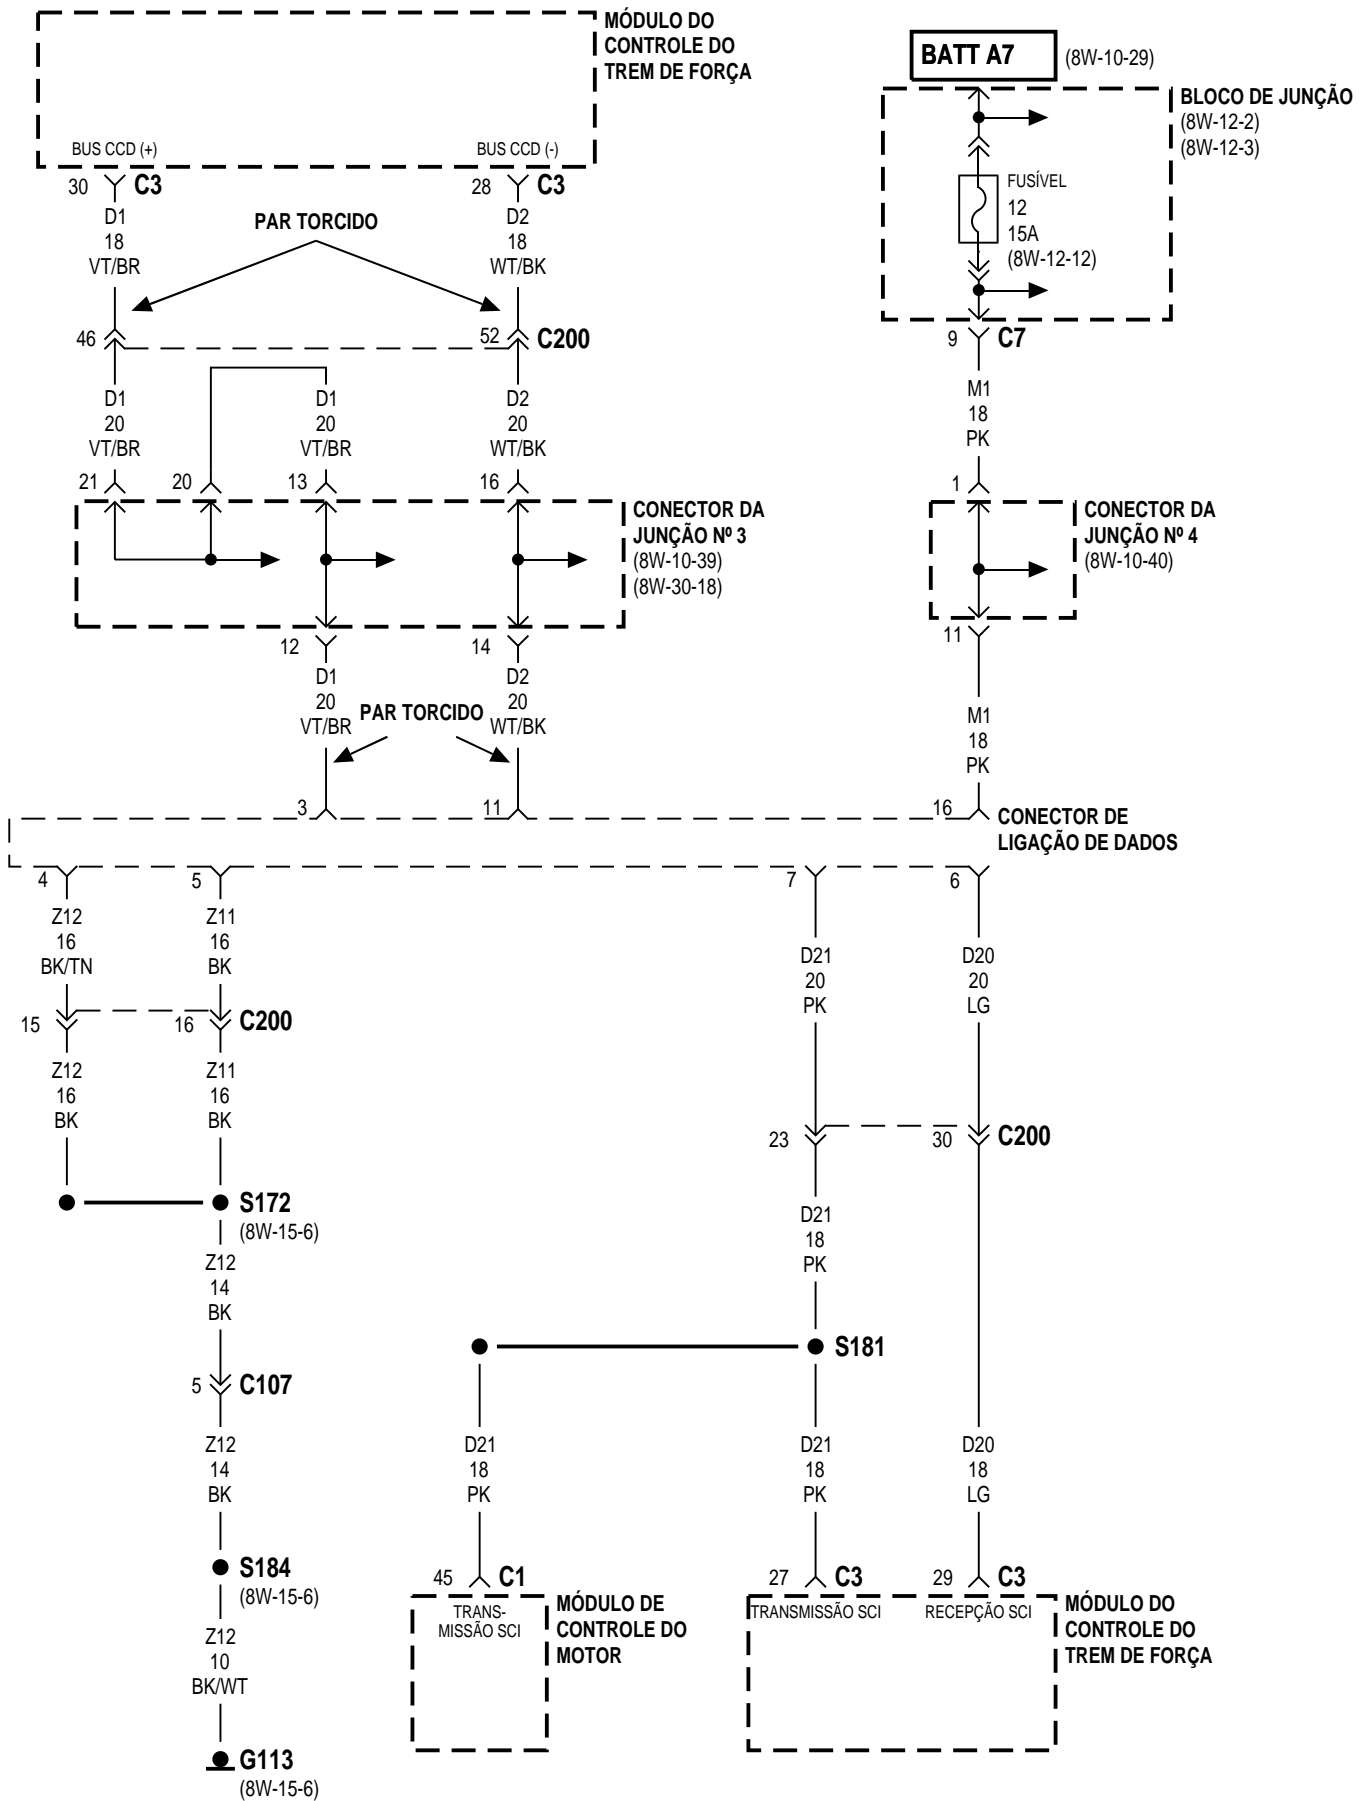 MÓDULO DO
CONTROLE DO
TREM DE FORÇA
BUS CCD (+)
BUS CCD (-)
30
C3
28
C3
D1
18
VT/BR
PAR TORCIDO
D2
18
WT/BK
46
52
C200
D1
20
VT/BR
D1
20
VT/BR
D2
20
WT/BK
21
20
13
16
CONECTOR DA
JUNÇÃO Nº 3
(8W-10-39)
(8W-30-18)
12
14
D1
20
VT/BR
PAR TORCIDO
D2
20
WT/BK
3
11
BATT A7
(8W-10-29)
BLOCO DE JUNÇÃO
(8W-12-2)
(8W-12-3)
FUSÍVEL
12
15A
(8W-12-12)
9
C7
M1
18
PK
1
CONECTOR DA
JUNÇÃO Nº 4
(8W-10-40)
11
M1
18
PK
16
CONECTOR DE
LIGAÇÃO DE DADOS
4
5
7
6
Z12
16
BK/TN
Z11
16
BK
15
16
C200
Z12
16
BK
Z11
16
BK
S172
(8W-15-6)
Z12
14
BK
5
C107
Z12
14
BK
S184
(8W-15-6)
Z12
10
BK/WT
G113
(8W-15-6)
D21
20
PK
D20
20
LG
23
30
C200
D21
18
PK
S181
D21
18
PK
D21
18
PK
D20
18
LG
45
C1
TRANS-
MISSÃO SCI
MÓDULO DE
CONTROLE DO
MOTOR
27
C3
29
C3
TRANSMISSÃO SCI
RECEPÇÃO SCI
MÓDULO DO
CONTROLE DO
TREM DE FORÇA